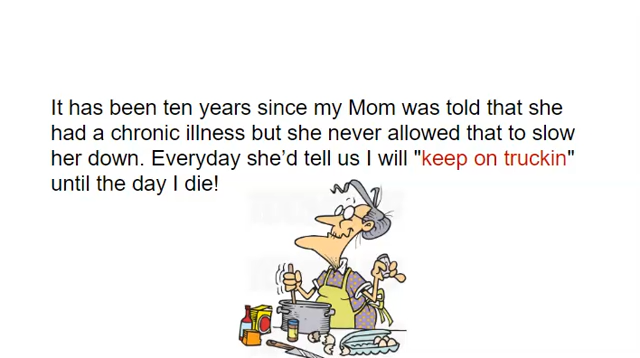 It has been ten years since my Mom was told that she
had a chronic illness but she never allowed that to slow
her down. Everyday she’d tell us I will "keep on truckin"
until the day I die!